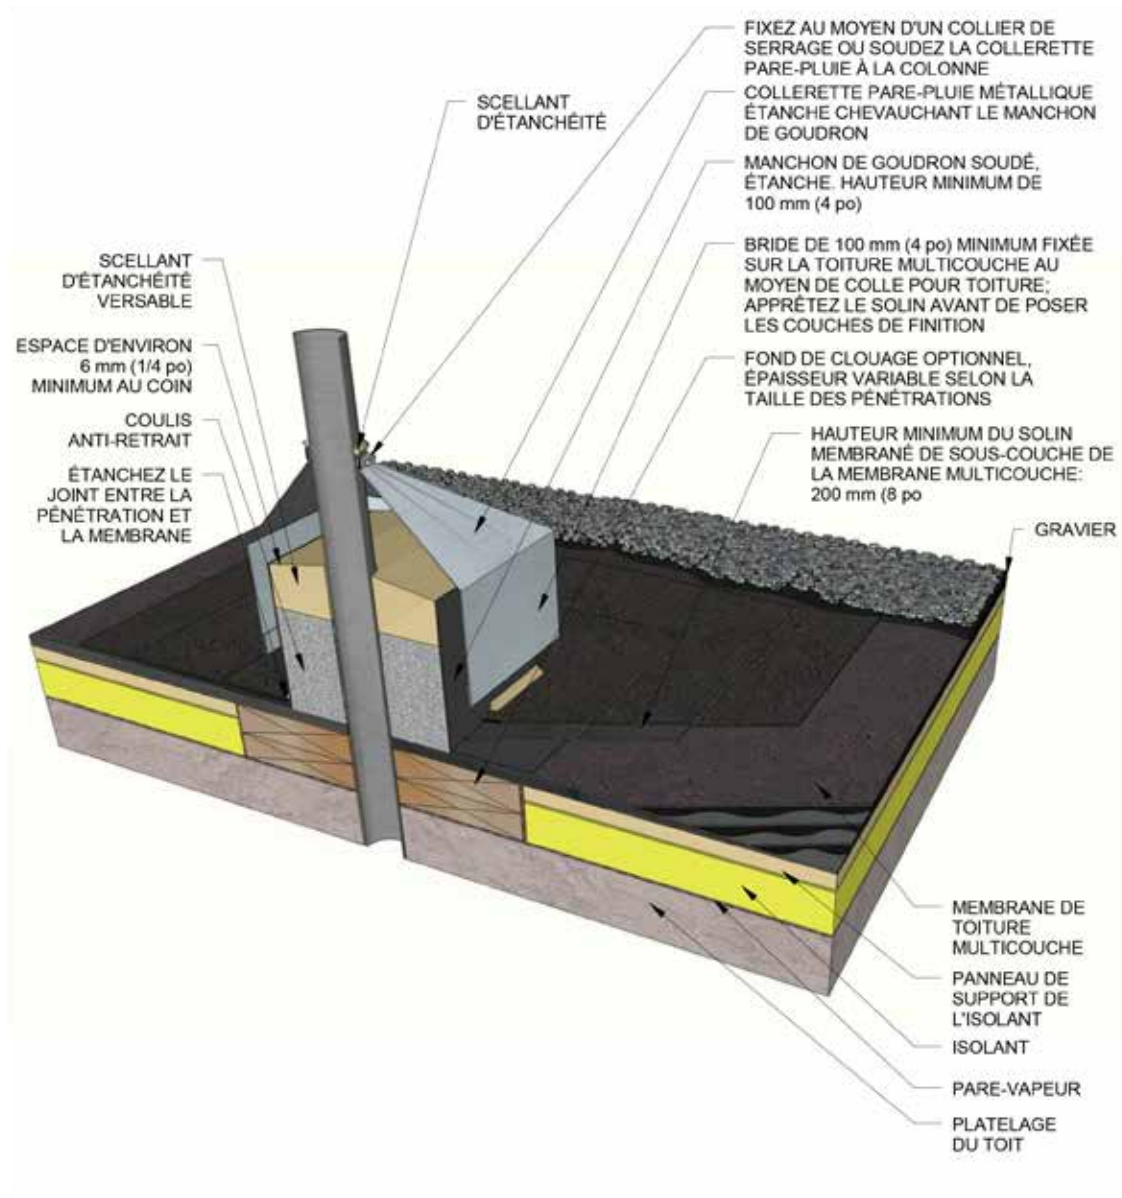 FIXEZ AU MOYEN D'UN COLLIER DE
SERRAGE OU SOUDEZ LA COLLERETTE
PARE-PLUIE À LA COLONNE
COLLERETTE PARE-PLUIE MÉTALLIQUE
ÉTANCHE CHEVAUCHANT LE MANCHON
DE GOUDRON
SCELLANT
D'ÉTANCHÉITÉ
MANCHON DE GOUDRON SOUDÉ,
ÉTANCHE. HAUTEUR MINIMUM DE
100 mm (4 po)
BRIDE DE 100 mm (4 po) MINIMUM FIXÉE
SUR LA TOITURE MULTICOUCHE AU
MOYEN DE COLLE POUR TOITURE;
APPRÊTEZ LE SOLIN AVANT DE POSER
LES COUCHES DE FINITION
SCELLANT
D'ÉTANCHÉITÉ
VERSABLE
ESPACE D'ENVIRON
6 mm (1/4 po)
MINIMUM AU COIN
COULIS
ANTI-RETRAIT
ÉTANCHEZ LE
JOINT ENTRE LA
PÉNÉTRATION ET
LA MEMBRANE
FOND DE CLOUAGE OPTIONNEL,
ÉPAISSEUR VARIABLE SELON LA
TAILLE DES PÉNÉTRATIONS
HAUTEUR MINIMUM DU SOLIN
MEMBRANÉ DE SOUS-COUCHE DE
LA MEMBRANE MULTICOUCHE:
200 mm (8 po
GRAVIER
MEMBRANE DE
TOITURE
MULTICOUCHE
PANNEAU DE
SUPPORT DE
L'ISOLANT
ISOLANT
PARE-VAPEUR
PLATELAGE
DU TOIT